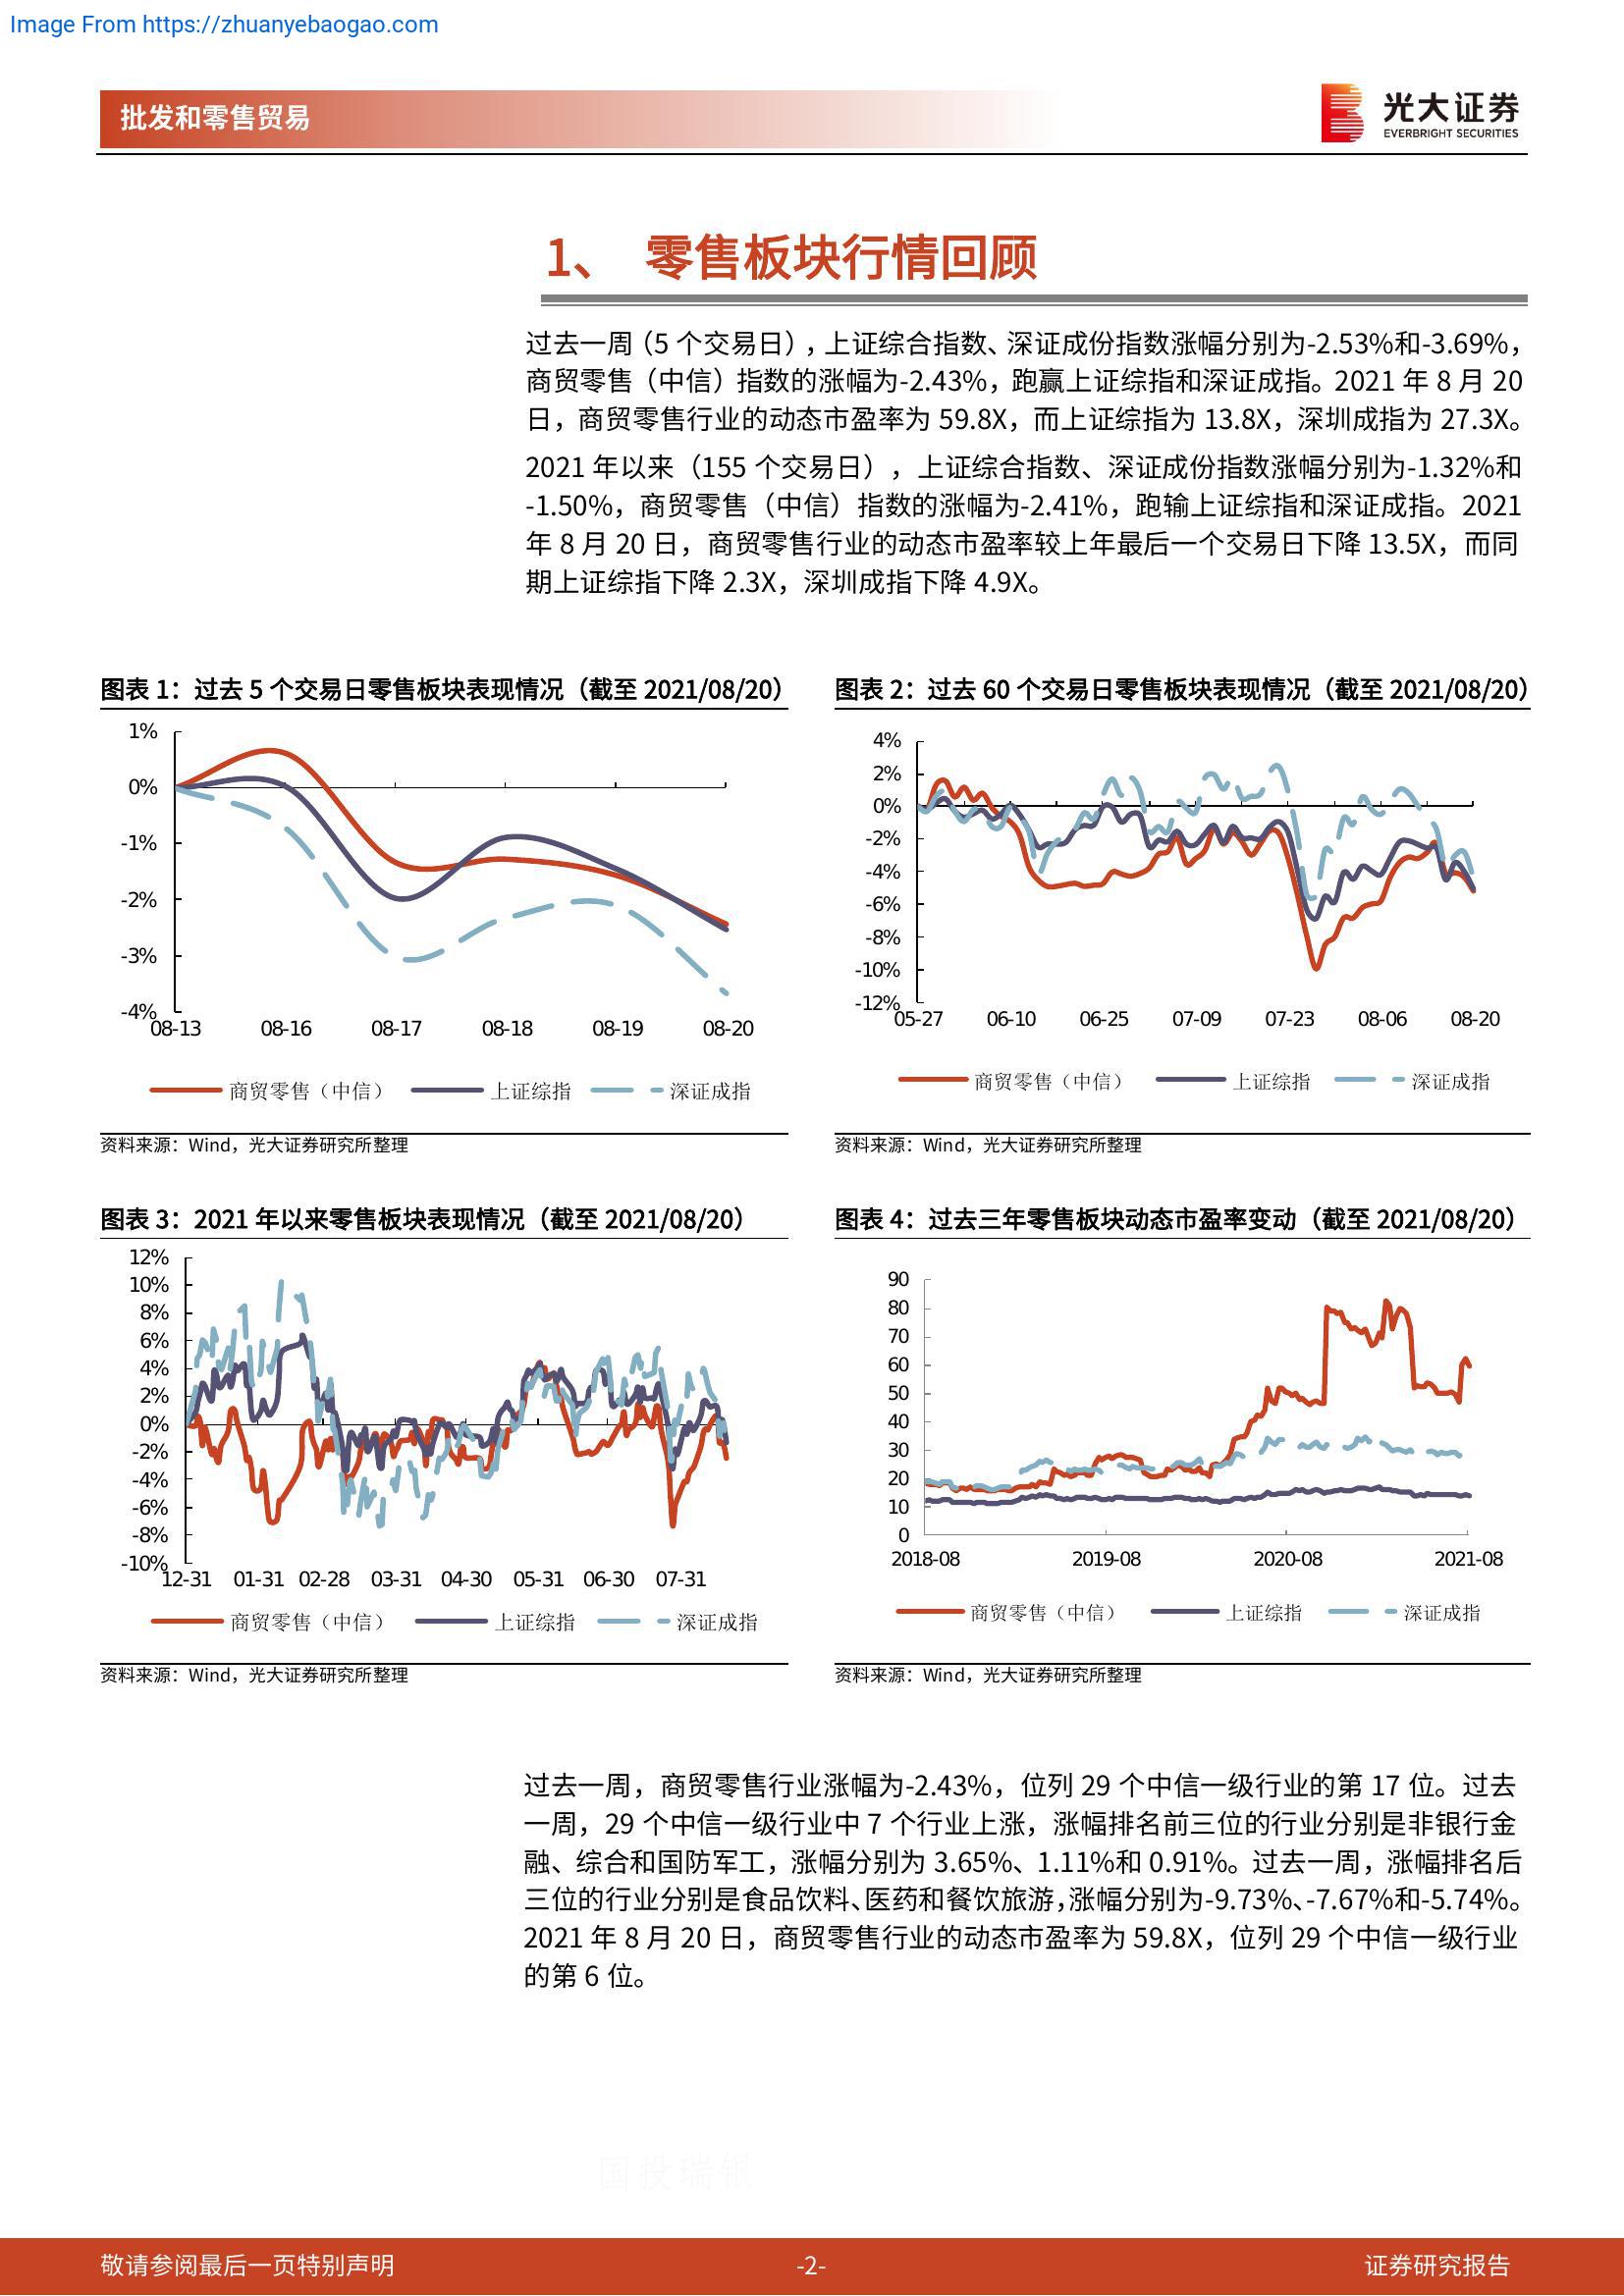 Image From https://zhuanyebaogao.com
批发和零售贸易
光大证券
EVERBRIGHT SECURITIES
1、 零售板块行情回顾
过去一周（5 个交易日），上证综合指数、深证成份指数涨幅分别为-2.53%和-3.69%，
商贸零售（中信）指数的涨幅为-2.43%，跑赢上证综指和深证成指。2021 年 8 月 20
日，商贸零售行业的动态市盈率为 59.8X，而上证综指为 13.8X，深圳成指为 27.3X。
2021 年以来（155 个交易日），上证综合指数、深证成份指数涨幅分别为-1.32%和
-1.50%，商贸零售（中信）指数的涨幅为-2.41%，跑输上证综指和深证成指。2021
年 8 月 20 日，商贸零售行业的动态市盈率较上年最后一个交易日下降 13.5X，而同
期上证综指下降 2.3X，深圳成指下降 4.9X。
图表 1：过去 5 个交易日零售板块表现情况（截至 2021/08/20）
1%
0%
-1%
-2%
-3%
-4%
08-13 08-16 08-17 08-18 08-19 08-20
商贸零售（中信） 上证综指 深证成指
资料来源：Wind，光大证券研究所整理
图表 2：过去 60 个交易日零售板块表现情况（截至 2021/08/20）
4%
2%
0%
-2%
-4%
-6%
-8%
-10%
-12%
05-27 06-10 06-25 07-09 07-23 08-06 08-20
商贸零售（中信） 上证综指 深证成指
资料来源：Wind，光大证券研究所整理
图表 3：2021 年以来零售板块表现情况（截至 2021/08/20）
12%
10%
8%
6%
4%
2%
0%
-2%
-4%
-6%
-8%
-10%
12-31 01-31 02-28 03-31 04-30 05-31 06-30 07-31
商贸零售（中信） 上证综指 深证成指
资料来源：Wind，光大证券研究所整理
图表 4：过去三年零售板块动态市盈率变动（截至 2021/08/20）
90
80
70
60
50
40
30
20
10
0
2018-08 2019-08 2020-08 2021-08
商贸零售（中信） 上证综指 深证成指
资料来源：Wind，光大证券研究所整理
过去一周，商贸零售行业涨幅为-2.43%，位列 29 个中信一级行业的第 17 位。过去
一周，29 个中信一级行业中 7 个行业上涨，涨幅排名前三位的行业分别是非银行金
融、综合和国防军工，涨幅分别为 3.65%、1.11%和 0.91%。过去一周，涨幅排名后
三位的行业分别是食品饮料、医药和餐饮旅游，涨幅分别为-9.73%、-7.67%和-5.74%。
2021 年 8 月 20 日，商贸零售行业的动态市盈率为 59.8X，位列 29 个中信一级行业
的第 6 位。
国投瑞银
敬请参阅最后一页特别声明
-2-
证券研究报告